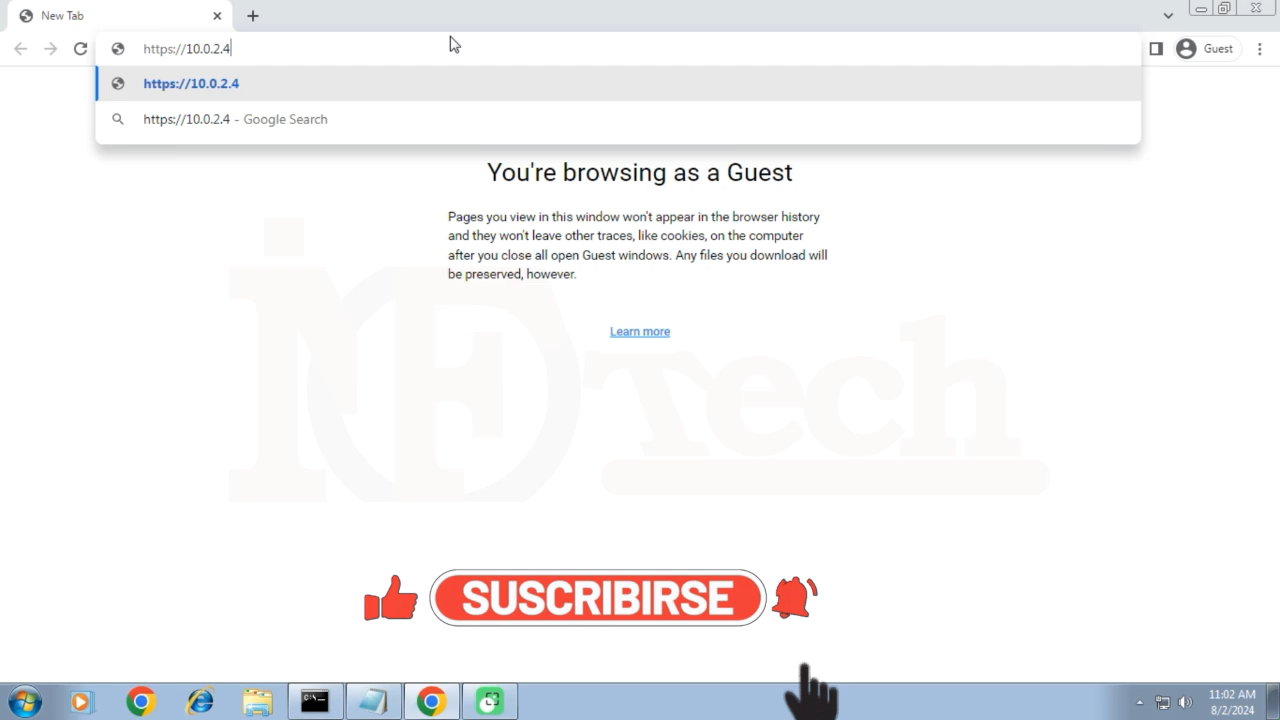 New Tab
https://10.0.2.4
Guest
https://10.0.2.4
https://10.0.2.4 - Google Search
You're browsing as a Guest
Pages you view in this window won't appear in the browser history
and they won't leave other traces, like cookies, on the computer
after you close all open Guest windows. Any files you download will
be preserved, however.
Learn more
Tech
SUSCRIBIRSE
11:02 AM
8/2/2024